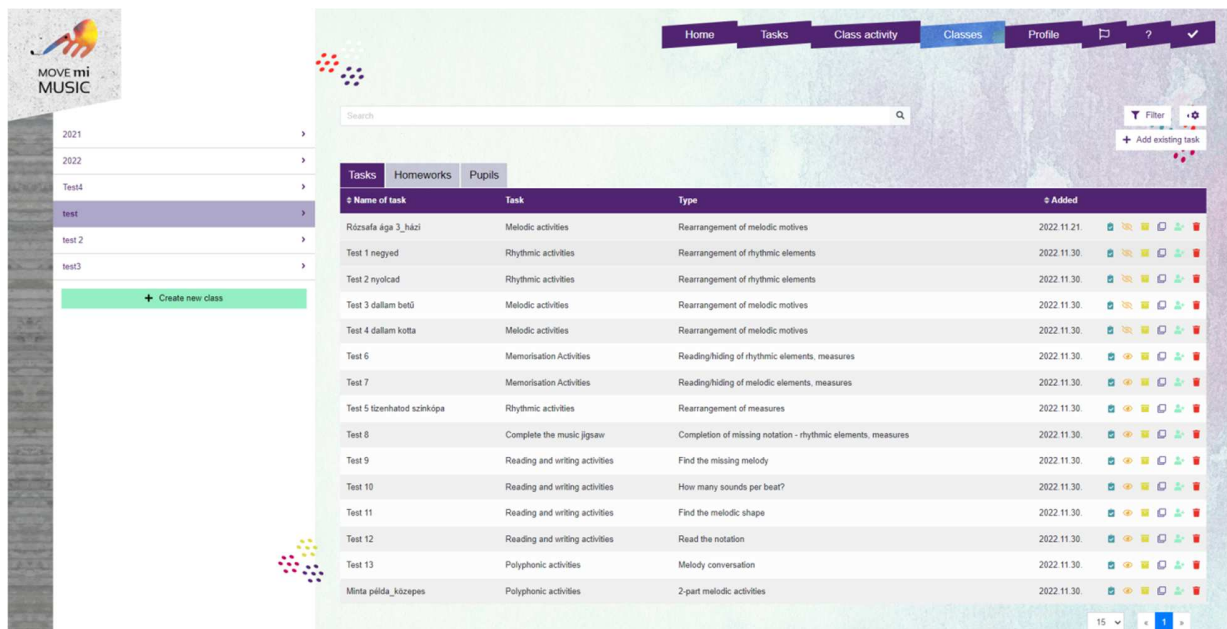 MOVE mi
MUSIC
Home Tasks Class activity Classes Profile ?
Search
Filter
+ Add existing task
2021
2022
Test4
test
test 2
test3
+ Create new class
Tasks Homeworks Pupils
Name of task Task Type Added
Rózsafa ága 3_házi Melodic activities Rearrangement of melodic motives 2022.11.21.
Test 1 negyed Rhythmic activities Rearrangement of rhythmic elements 2022.11.30.
Test 2 nyolcad Rhythmic activities Rearrangement of rhythmic elements 2022.11.30.
Test 3 dallam betű Melodic activities Rearrangement of melodic motives 2022.11.30.
Test 4 dallam kotta Melodic activities Rearrangement of melodic motives 2022.11.30.
Test 6 Memorisation Activities Reading/hiding of rhythmic elements, measures 2022.11.30.
Test 7 Memorisation Activities Reading/hiding of melodic elements, measures 2022.11.30.
Test 5 tizenhatod szinkópa Rhythmic activities Rearrangement of measures 2022.11.30.
Test 8 Complete the music jigsaw Completion of missing notation - rhythmic elements, measures 2022.11.30.
Test 9 Reading and writing activities Find the missing melody 2022.11.30.
Test 10 Reading and writing activities How many sounds per beat? 2022.11.30.
Test 11 Reading and writing activities Find the melodic shape 2022.11.30.
Test 12 Reading and writing activities Read the notation 2022.11.30.
Test 13 Polyphonic activities Melody conversation 2022.11.30.
Minta példa_közepes Polyphonic activities 2-part melodic activities 2022.11.30.
15 « 1 »